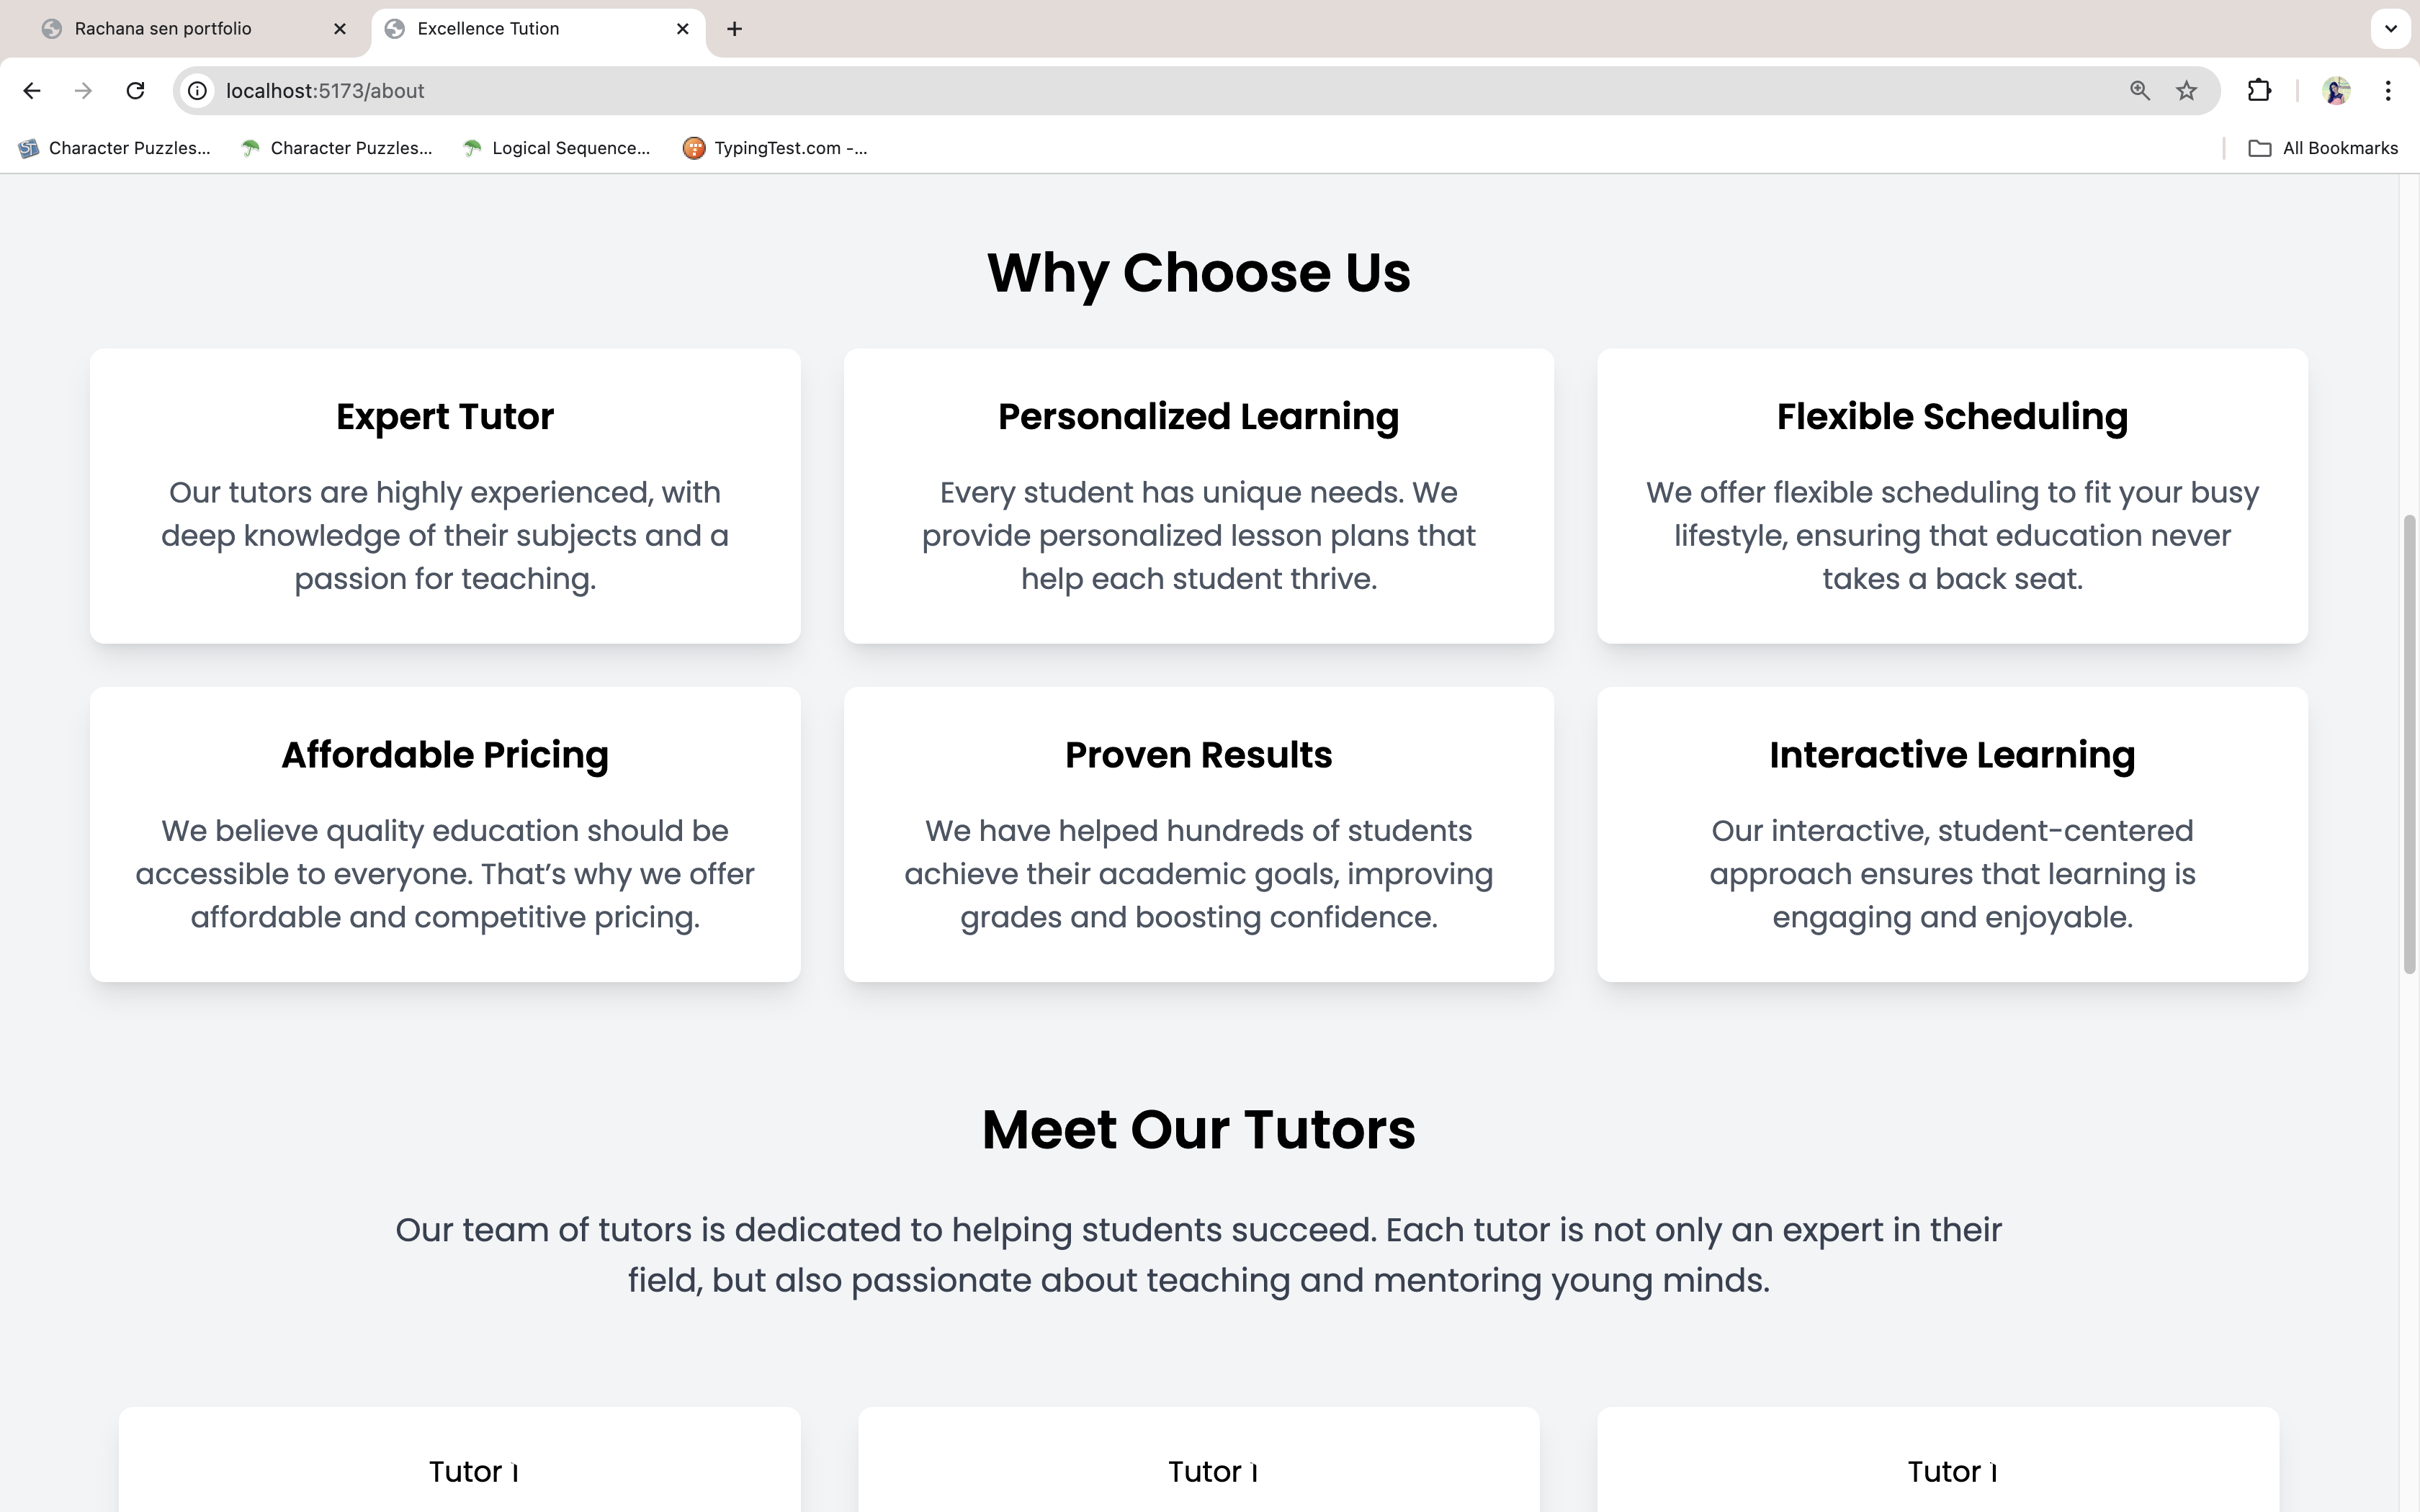 Rachana sen portfolio
Excellence Tution
localhost:5173/about
Character Puzzles...
Character Puzzles...
Logical Sequence...
TypingTest.com -...
All Bookmarks
Why Choose Us
Expert Tutor
Our tutors are highly experienced, with
deep knowledge of their subjects and a
passion for teaching.
Personalized Learning
Every student has unique needs. We
provide personalized lesson plans that
help each student thrive.
Flexible Scheduling
We offer flexible scheduling to fit your busy
lifestyle, ensuring that education never
takes a back seat.
Affordable Pricing
We believe quality education should be
accessible to everyone. That’s why we offer
affordable and competitive pricing.
Proven Results
We have helped hundreds of students
achieve their academic goals, improving
grades and boosting confidence.
Interactive Learning
Our interactive, student-centered
approach ensures that learning is
engaging and enjoyable.
Meet Our Tutors
Our team of tutors is dedicated to helping students succeed. Each tutor is not only an expert in their
field, but also passionate about teaching and mentoring young minds.
Tutor 1
Tutor 1
Tutor 1